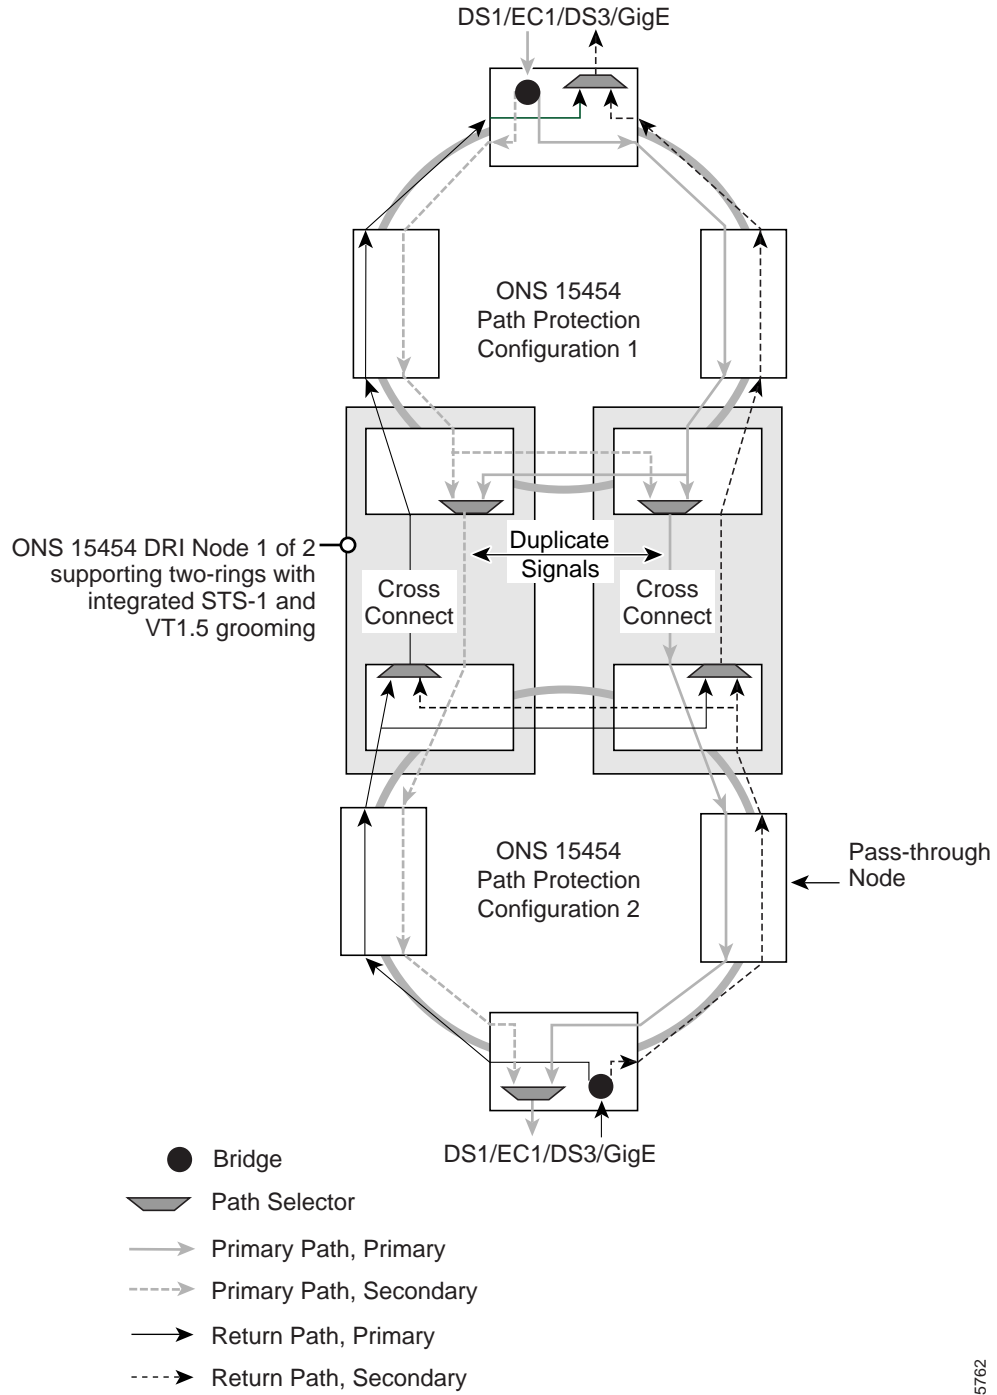 DS1/EC1/DS3/GigE
ONS 15454
Path Protection
Configuration 1
ONS 15454 DRI Node 1 of 2
supporting two-rings with
integrated STS-1 and
VT1.5 grooming
Duplicate
Signals
Cross
Connect
Cross
Connect
ONS 15454
Path Protection
Configuration 2
Pass-through
Node
DS1/EC1/DS3/GigE
Bridge
Path Selector
Primary Path, Primary
Primary Path, Secondary
Return Path, Primary
Return Path, Secondary
5762